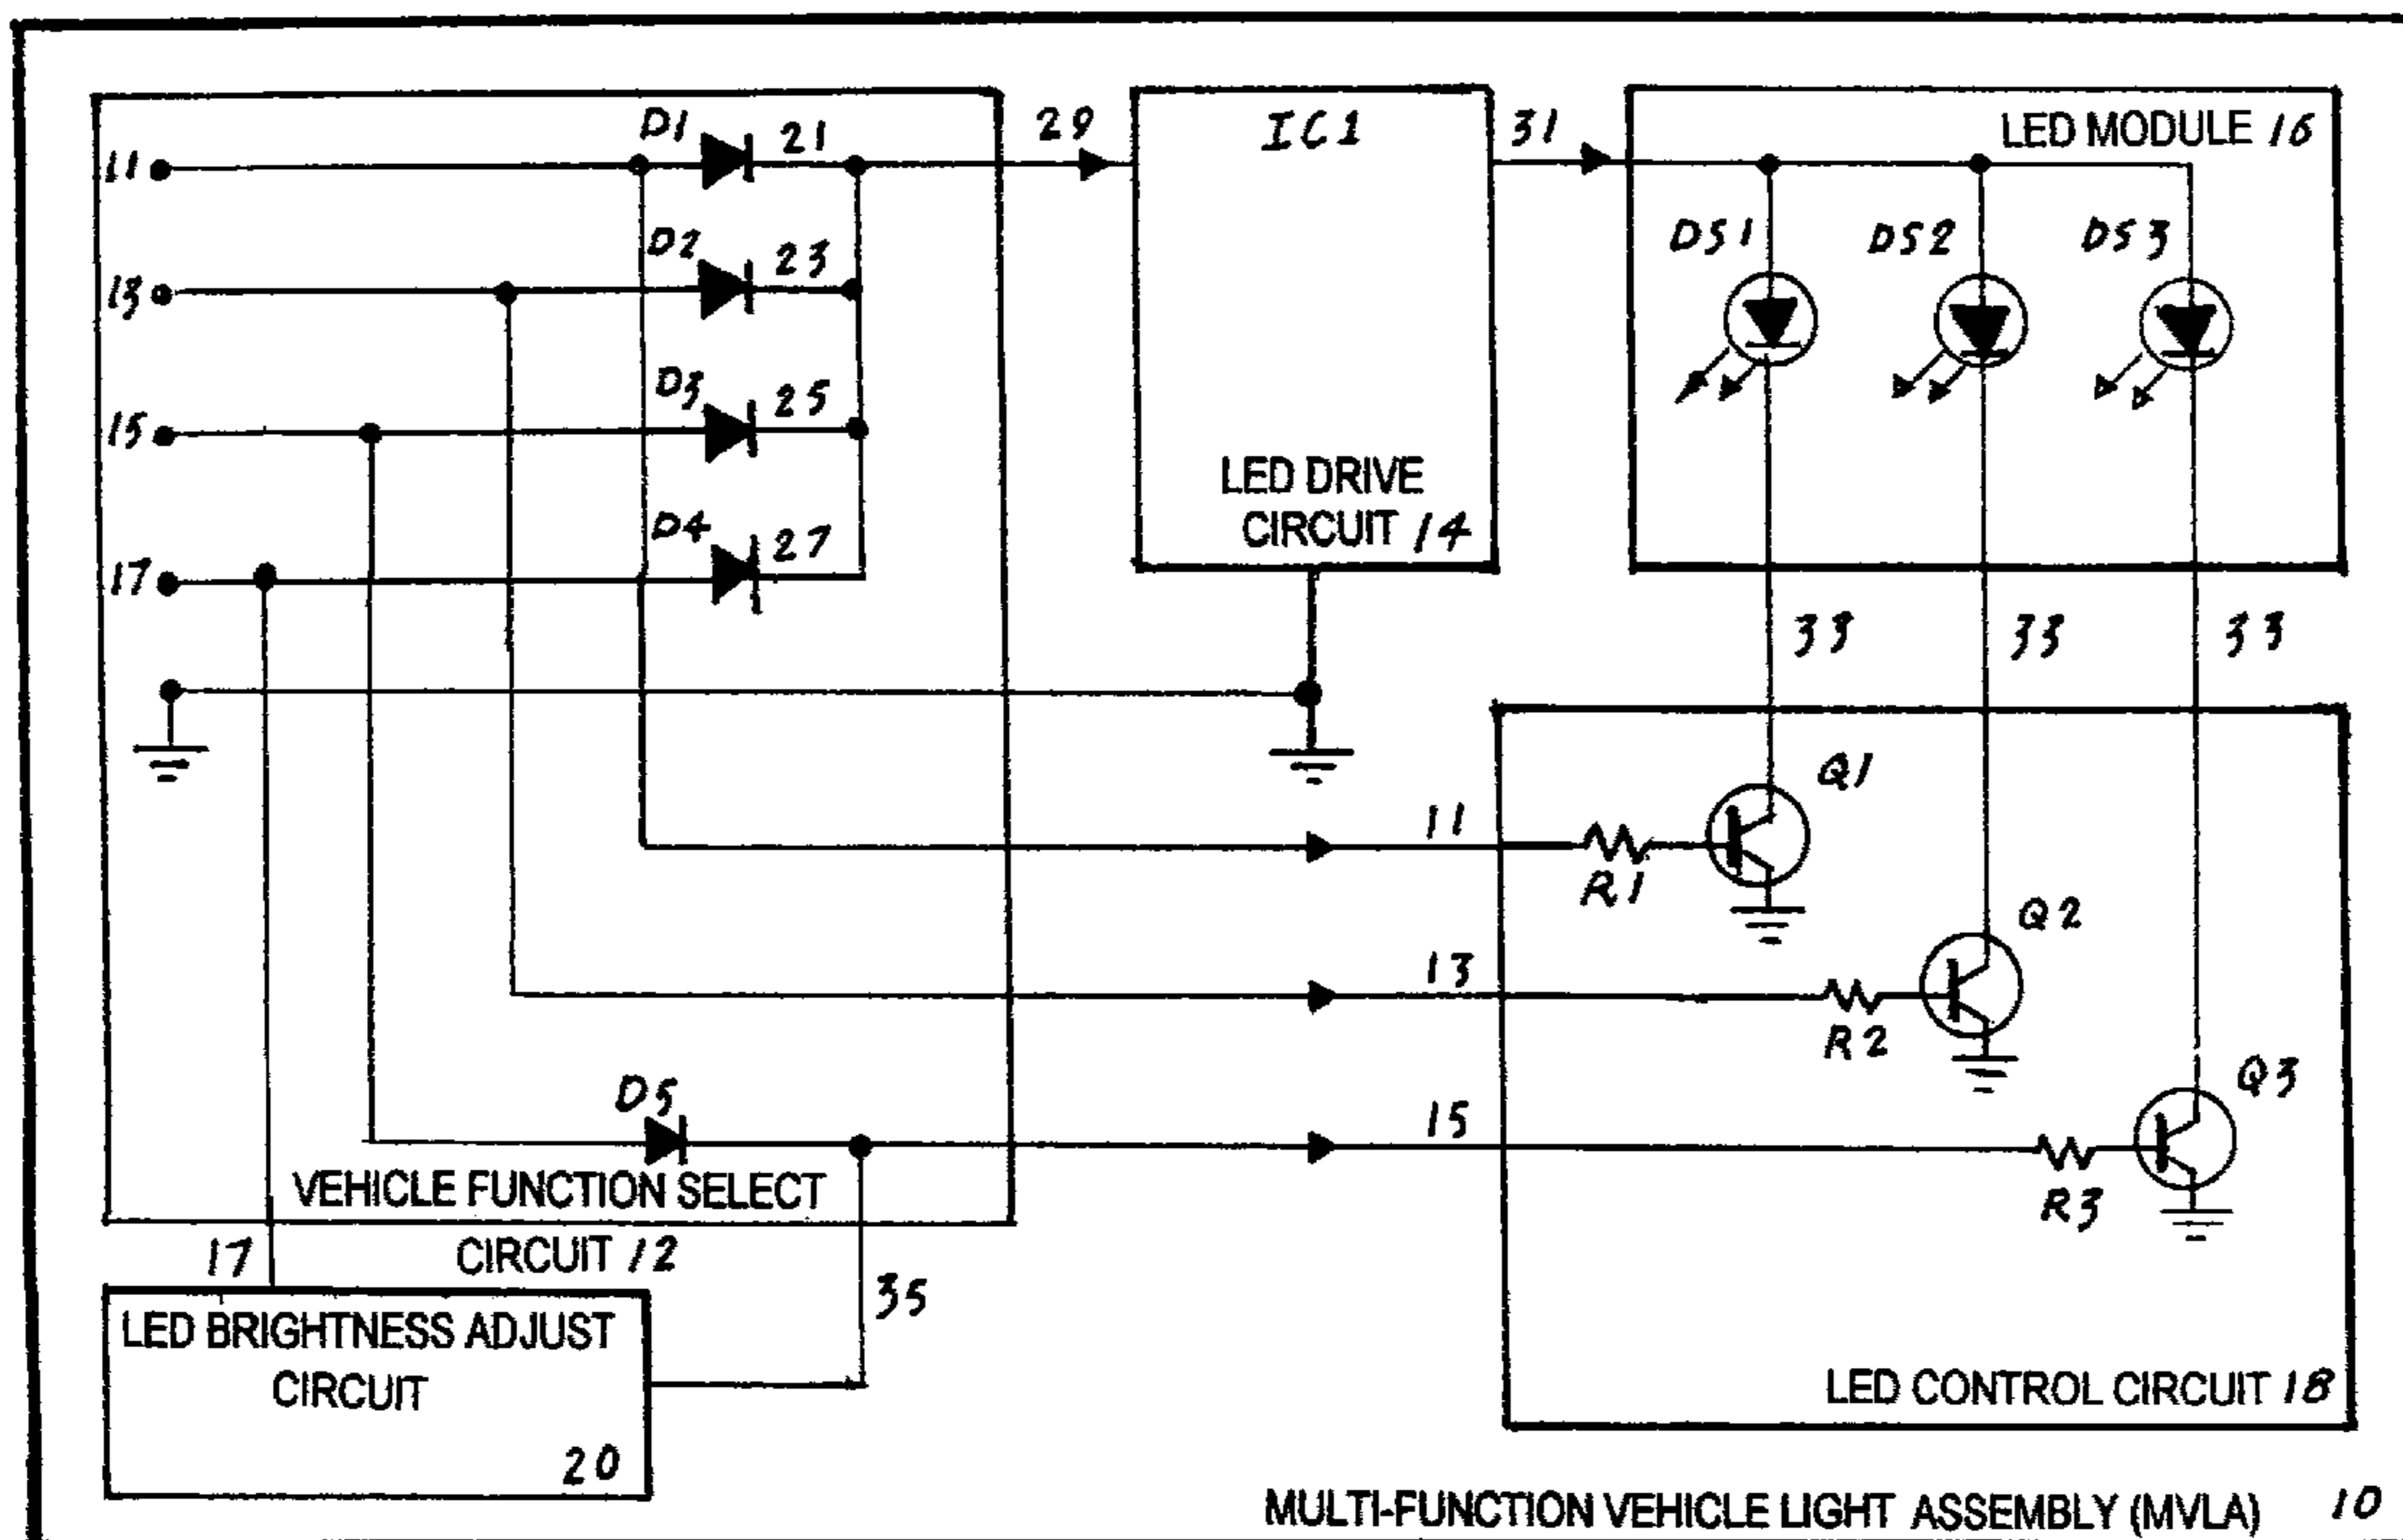 11
D1
21
29
IC1
31
LED MODULE 16
13
D2
23
DS1
DS2
DS3
15
D3
25
LED DRIVE
CIRCUIT 14
17
D4
27
33
33
33
Q1
11
R1
Q2
13
R2
D5
15
Q3
R3
VEHICLE FUNCTION SELECT
CIRCUIT 12
17
35
LED BRIGHTNESS ADJUST
CIRCUIT
20
LED CONTROL CIRCUIT 18
MULTI-FUNCTION VEHICLE LIGHT ASSEMBLY (MVLA) 10